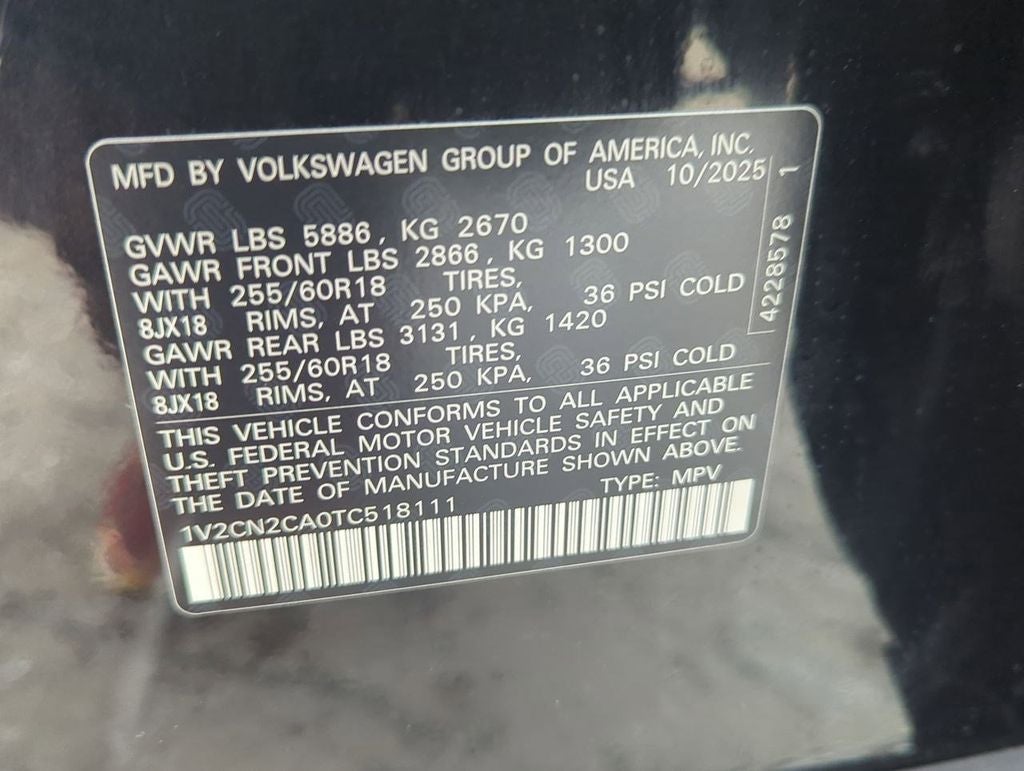 MFD BY VOLKSWAGEN GROUP OF AMERICA, INC.
USA 10/2025
GVWR LBS 5886, KG 2670
GAWR FRONT LBS 2866, KG 1300
WITH 255/60R18 TIRES,
8JX18 RIMS, AT 250 KPA, 36 PSI COLD
GAWR REAR LBS 3131, KG 1420
WITH 255/60R18 TIRES,
8JX18 RIMS, AT 250 KPA, 36 PSI COLD
THIS VEHICLE CONFORMS TO ALL APPLICABLE
U.S. FEDERAL MOTOR VEHICLE SAFETY AND
THEFT PREVENTION STANDARDS IN EFFECT ON
THE DATE OF MANUFACTURE SHOWN ABOVE.
1V2CN2CA0TC518111 TYPE: MPV
4228578 1